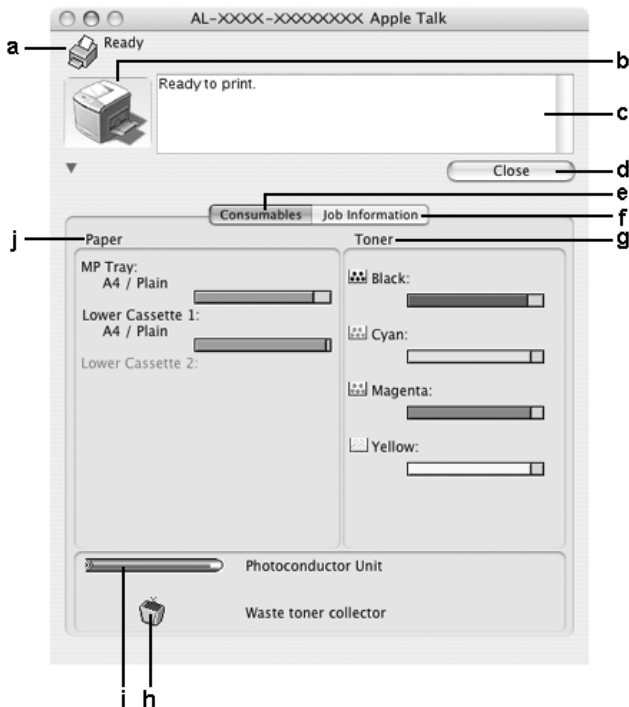 AL-XXXX-XXXXXXXX Apple Talk
a
Ready
b
Ready to print.
c
Close
d
e
Consumables
Job Information
f
j
Paper
Toner
g
MP Tray:
A4 / Plain
Lower Cassette 1:
A4 / Plain
Lower Cassette 2:
Black:
Cyan:
Magenta:
Yellow:
Photoconductor Unit
Waste toner collector
i
h